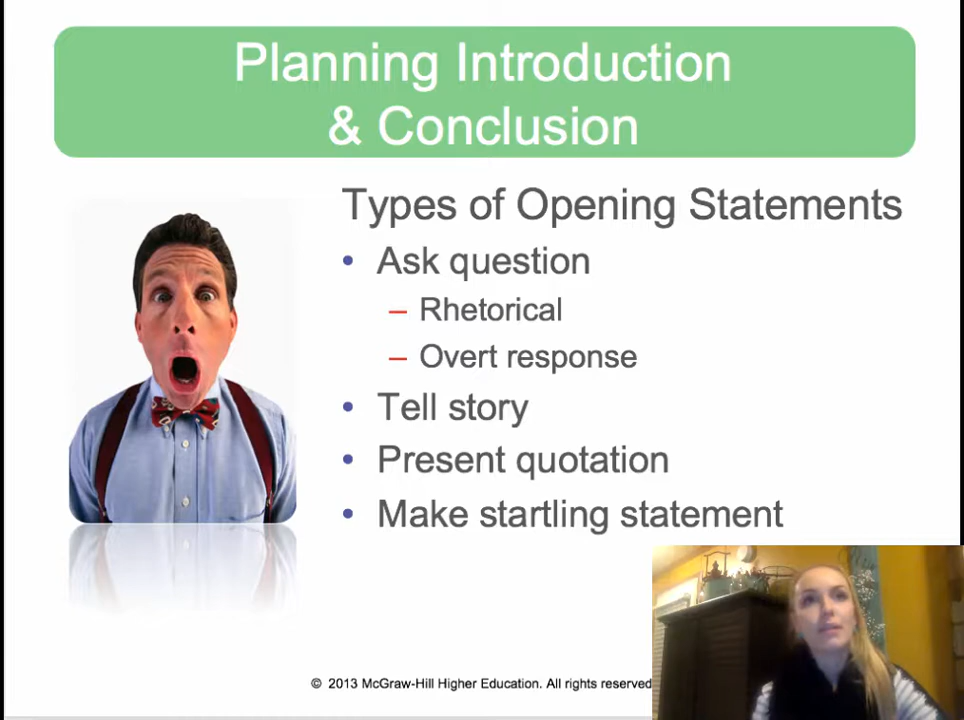 Planning Introduction
& Conclusion
Types of Opening Statements
• Ask question
– Rhetorical
– Overt response
• Tell story
• Present quotation
• Make startling statement
© 2013 McGraw-Hill Higher Education. All rights reserved